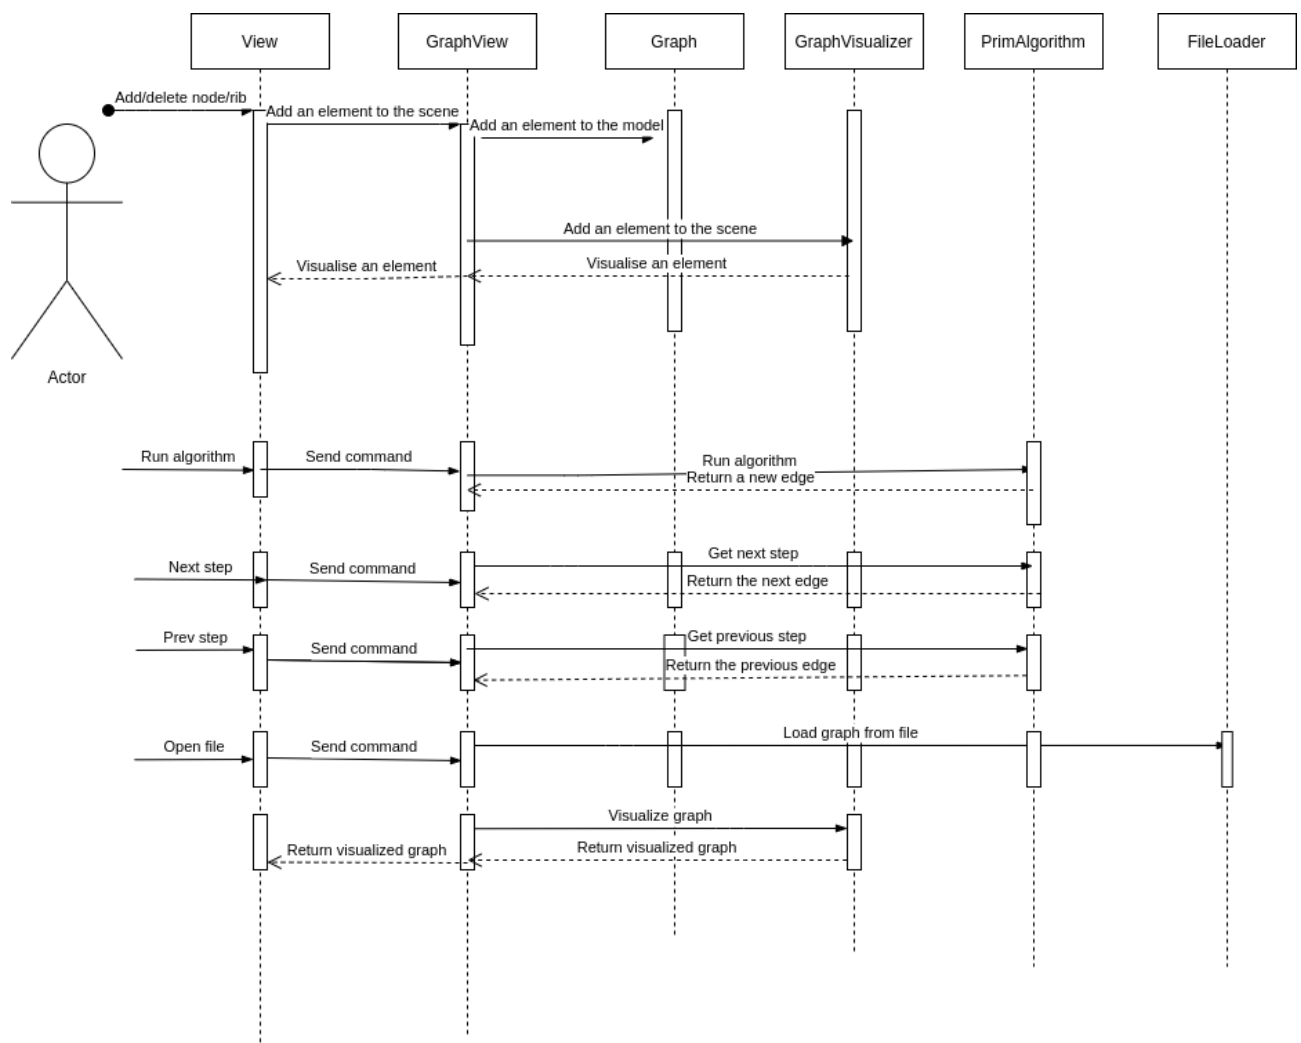 View
GraphView
Graph
GraphVisualizer
PrimAlgorithm
FileLoader
Add/delete node/rib
Add an element to the scene
Add an element to the model
Add an element to the scene
Visualise an element
Visualise an element
Actor
Run algorithm
Send command
Run algorithm
Return a new edge
Next step
Send command
Get next step
Return the next edge
Prev step
Send command
Get previous step
Return the previous edge
Open file
Send command
Load graph from file
Visualize graph
Return visualized graph
Return visualized graph